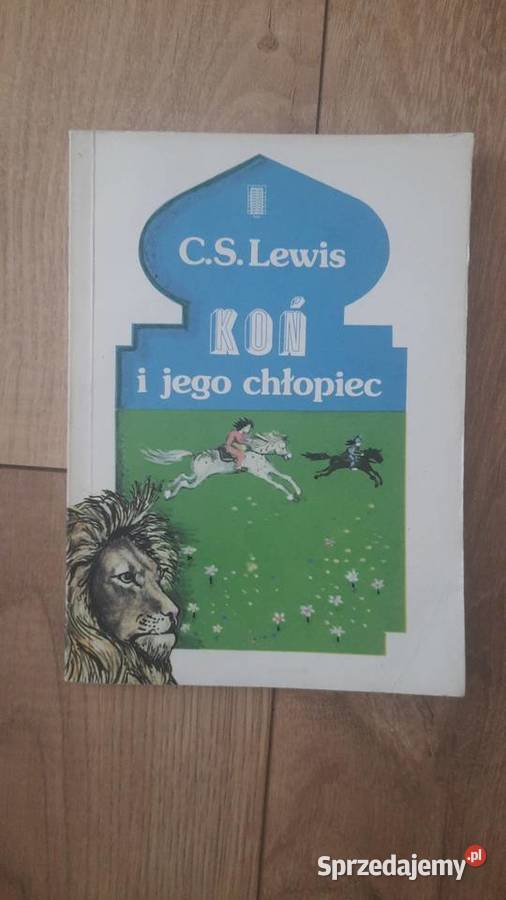 C.S. Lewis
KOŃ
i jego chłopiec
Sprzedajemy.pl